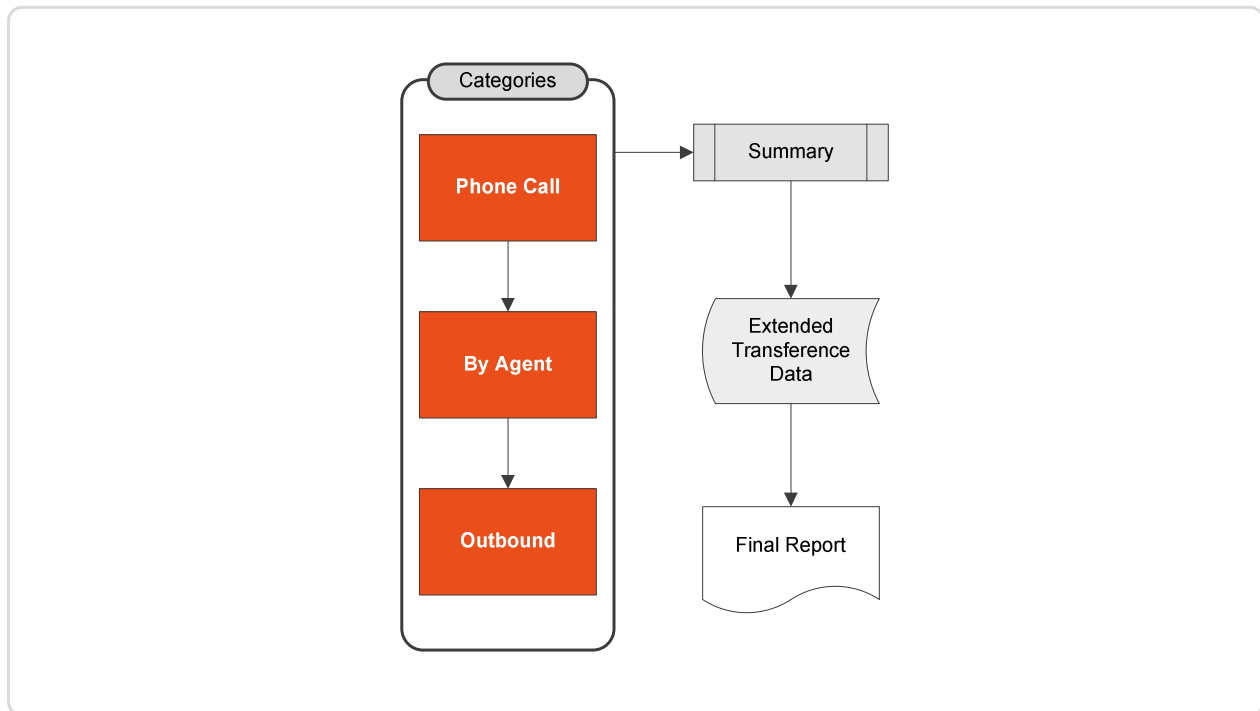 Categories
Phone Call
By Agent
Outbound
Summary
Extended
Transference
Data
Final Report